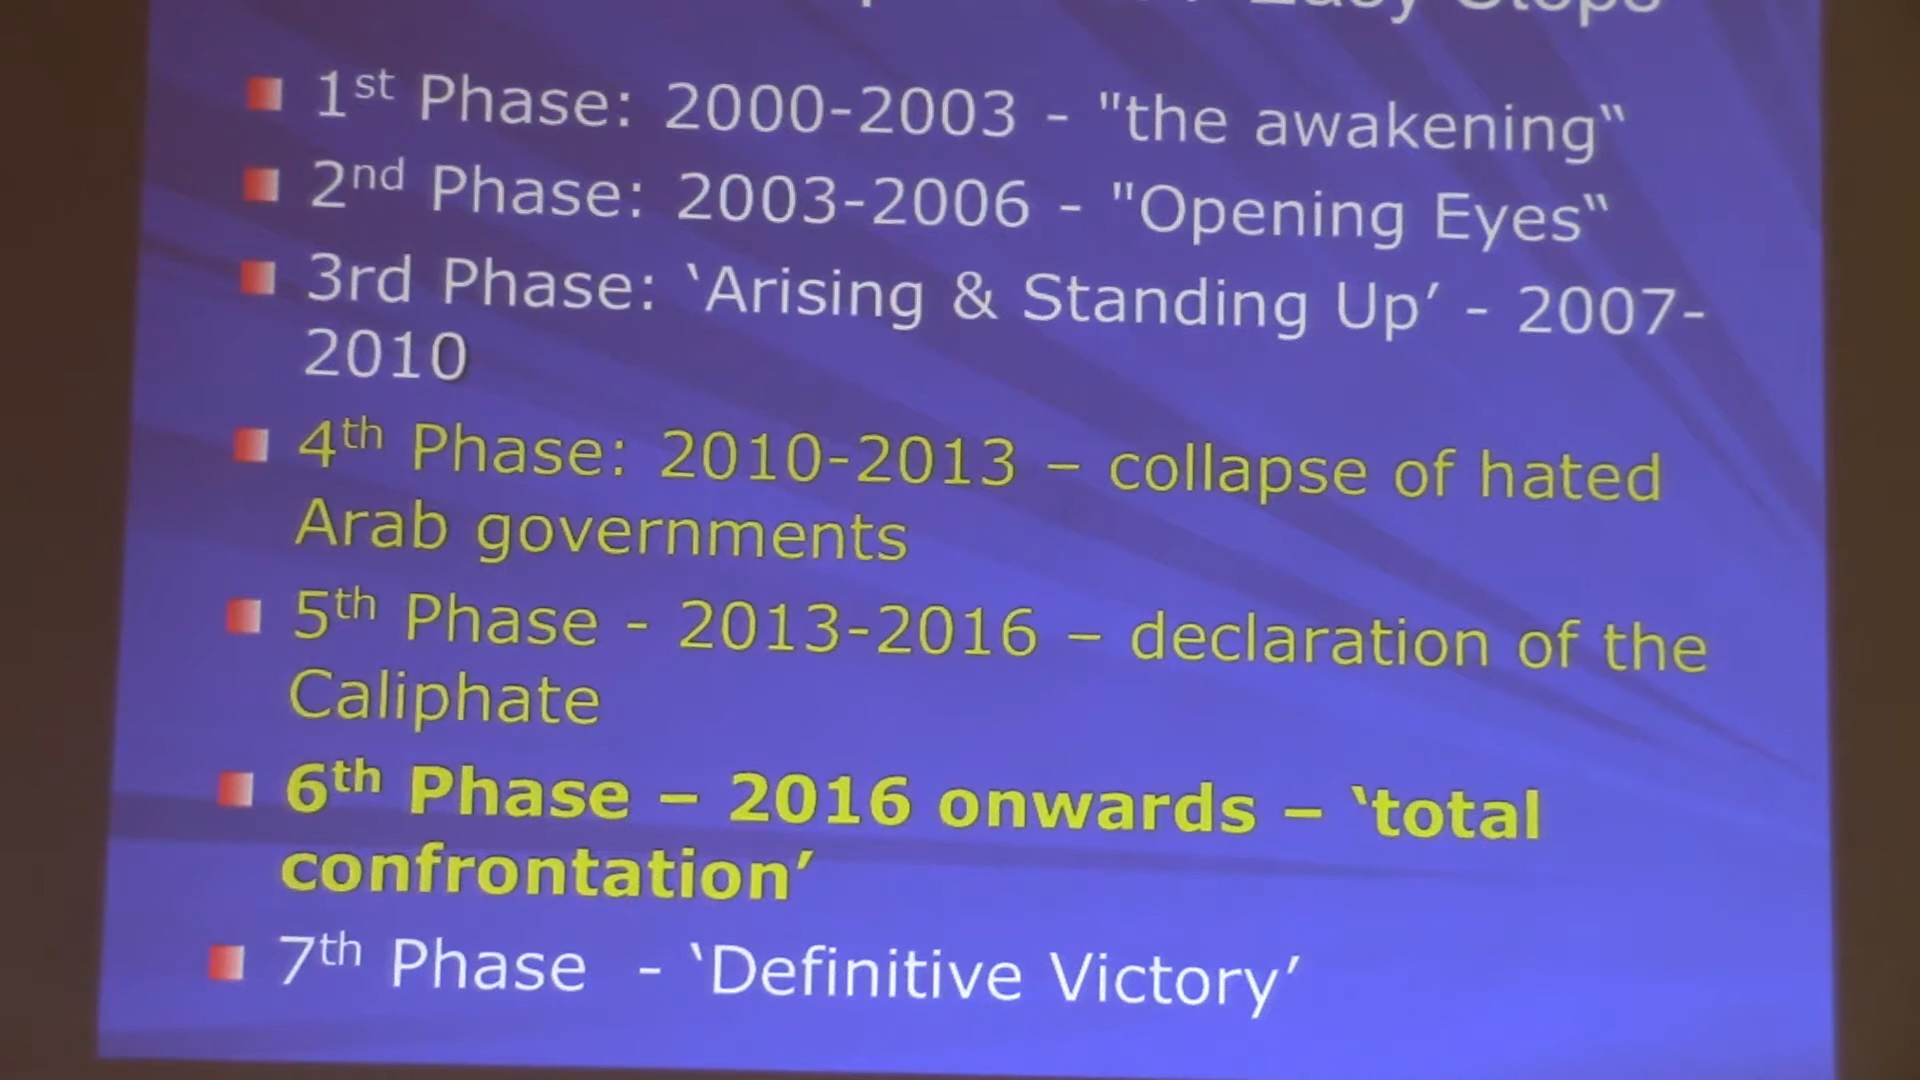 Easy Steps
1st Phase: 2000-2003 - "the awakening“
2nd Phase: 2003-2006 - "Opening Eyes“
3rd Phase: ‘Arising & Standing Up’ - 2007-
2010
4th Phase: 2010-2013 – collapse of hated
Arab governments
5th Phase - 2013-2016 – declaration of the
Caliphate
6th Phase – 2016 onwards – ‘total
confrontation’
7th Phase - ‘Definitive Victory’